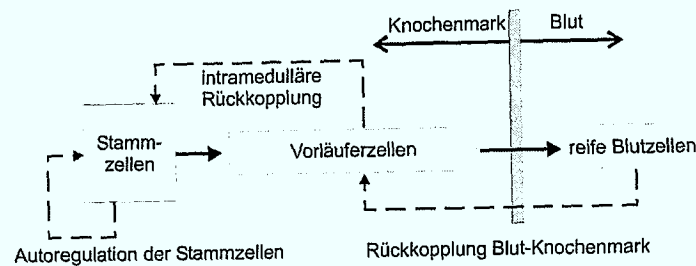 Knochenmark Blut
intramedulläre
Rückkopplung
Stamm-
zellen
Vorläuferzellen
reife Blutzellen
Autoregulation der Stammzellen
Rückkopplung Blut-Knochenmark